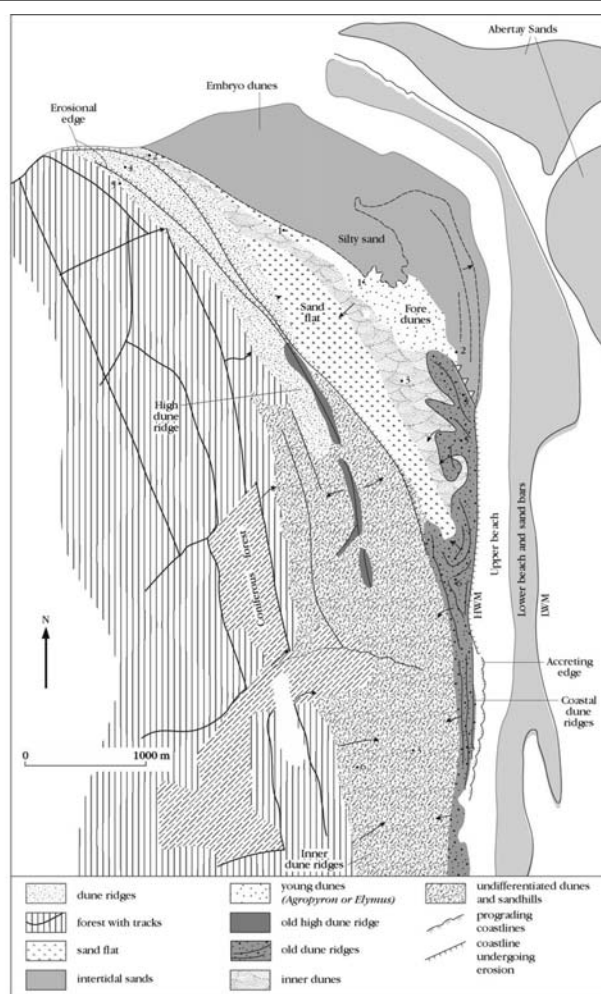 Abertay Sands
Embryo dunes
Erosional
edge
Silty sand
Sand
flat
Fore
dunes
High
dune
ridge
Coniferous forest
Upper beach
HWM
Lower beach and sand bars
LWM
N
Accreting
edge
Coastal
dune
ridges
0 1000 m
Inner
dune ridges
dune ridges
forest with tracks
sand flat
intertidal sands
young dunes
(Agropyron or Elymus)
old high dune ridge
old dune ridges
inner dunes
undifferentiated dunes
and sandhills
prograding
coastlines
coastline
undergoing
erosion